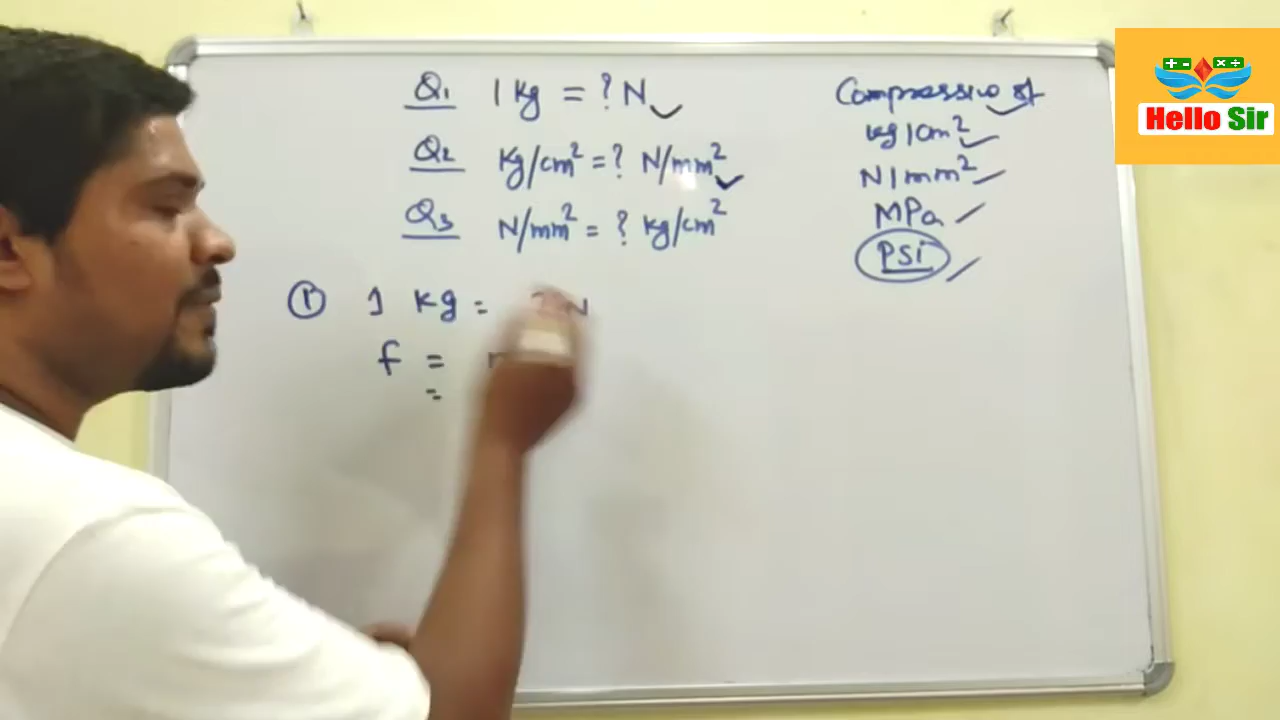 Q1 1 kg = ? N
Q2 Kg/cm² = ? N/mm²
Q3 N/mm² = ? kg/cm²
① 1 kg = ? N
f =
=
Compressive st
kg/cm²
N/mm²
MPa
PSi
Hello Sir